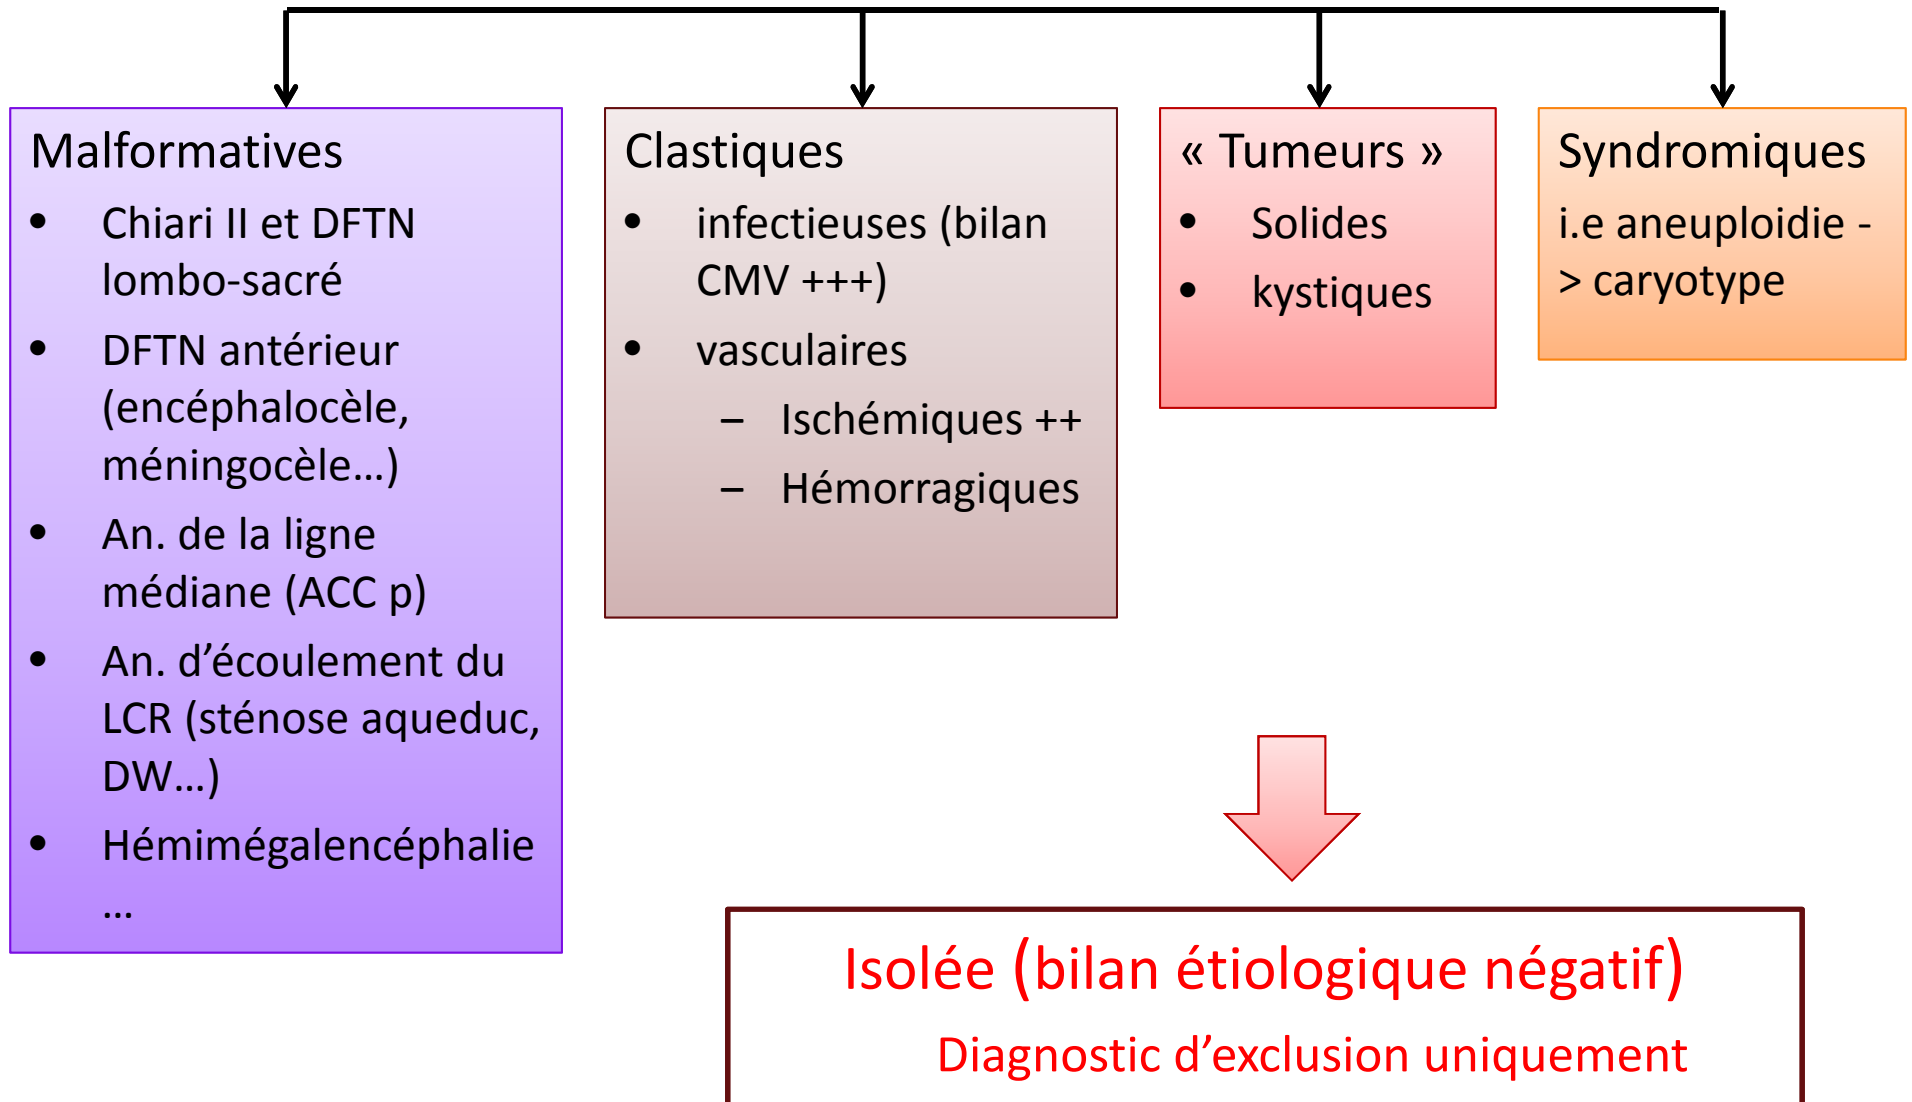 Malformatives
• Chiari II et DFTN
lombo-sacré
• DFTN antérieur
(encéphalocèle,
méningocèle…)
• An. de la ligne
médiane (ACC p)
• An. d’écoulement du
LCR (sténose aqueduc,
DW…)
• Hémimégalencéphalie
…
Clastiques
• infectieuses (bilan
CMV +++)
• vasculaires
– Ischémiques ++
– Hémorragiques
« Tumeurs »
• Solides
• kystiques
Syndromiques
i.e aneuploidie -
> caryotype
Isolée (bilan étiologique négatif)
Diagnostic d’exclusion uniquement